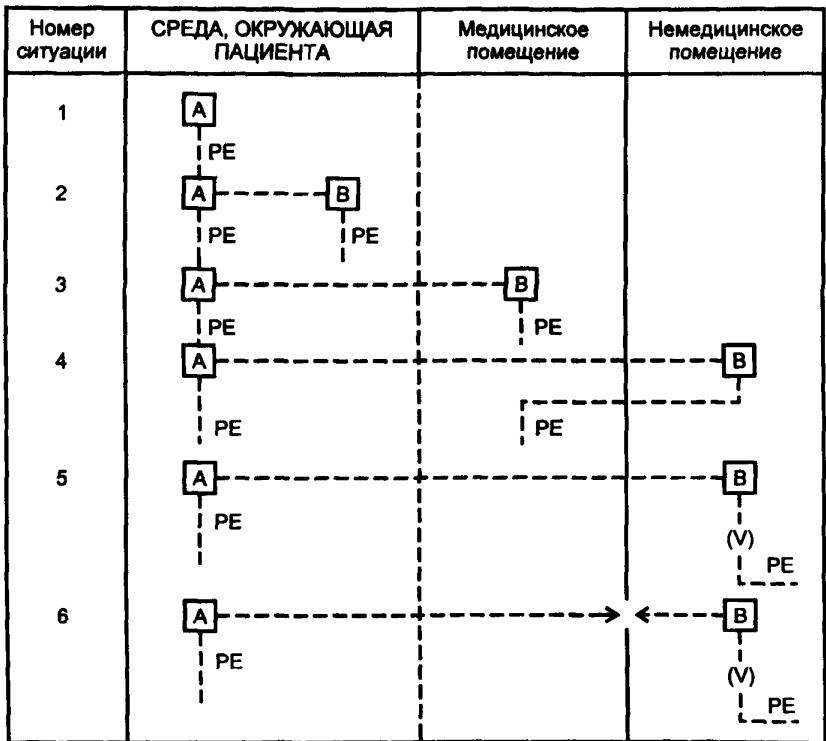 Номер ситуации
СРЕДА, ОКРУЖАЮЩАЯ ПАЦИЕНТА
Медицинское помещение
Немедицинское помещение
1
A
PE
2
A
B
PE
PE
3
A
B
PE
PE
4
A
B
PE
PE
5
A
B
PE
(V)
PE
6
A
B
PE
(V)
PE